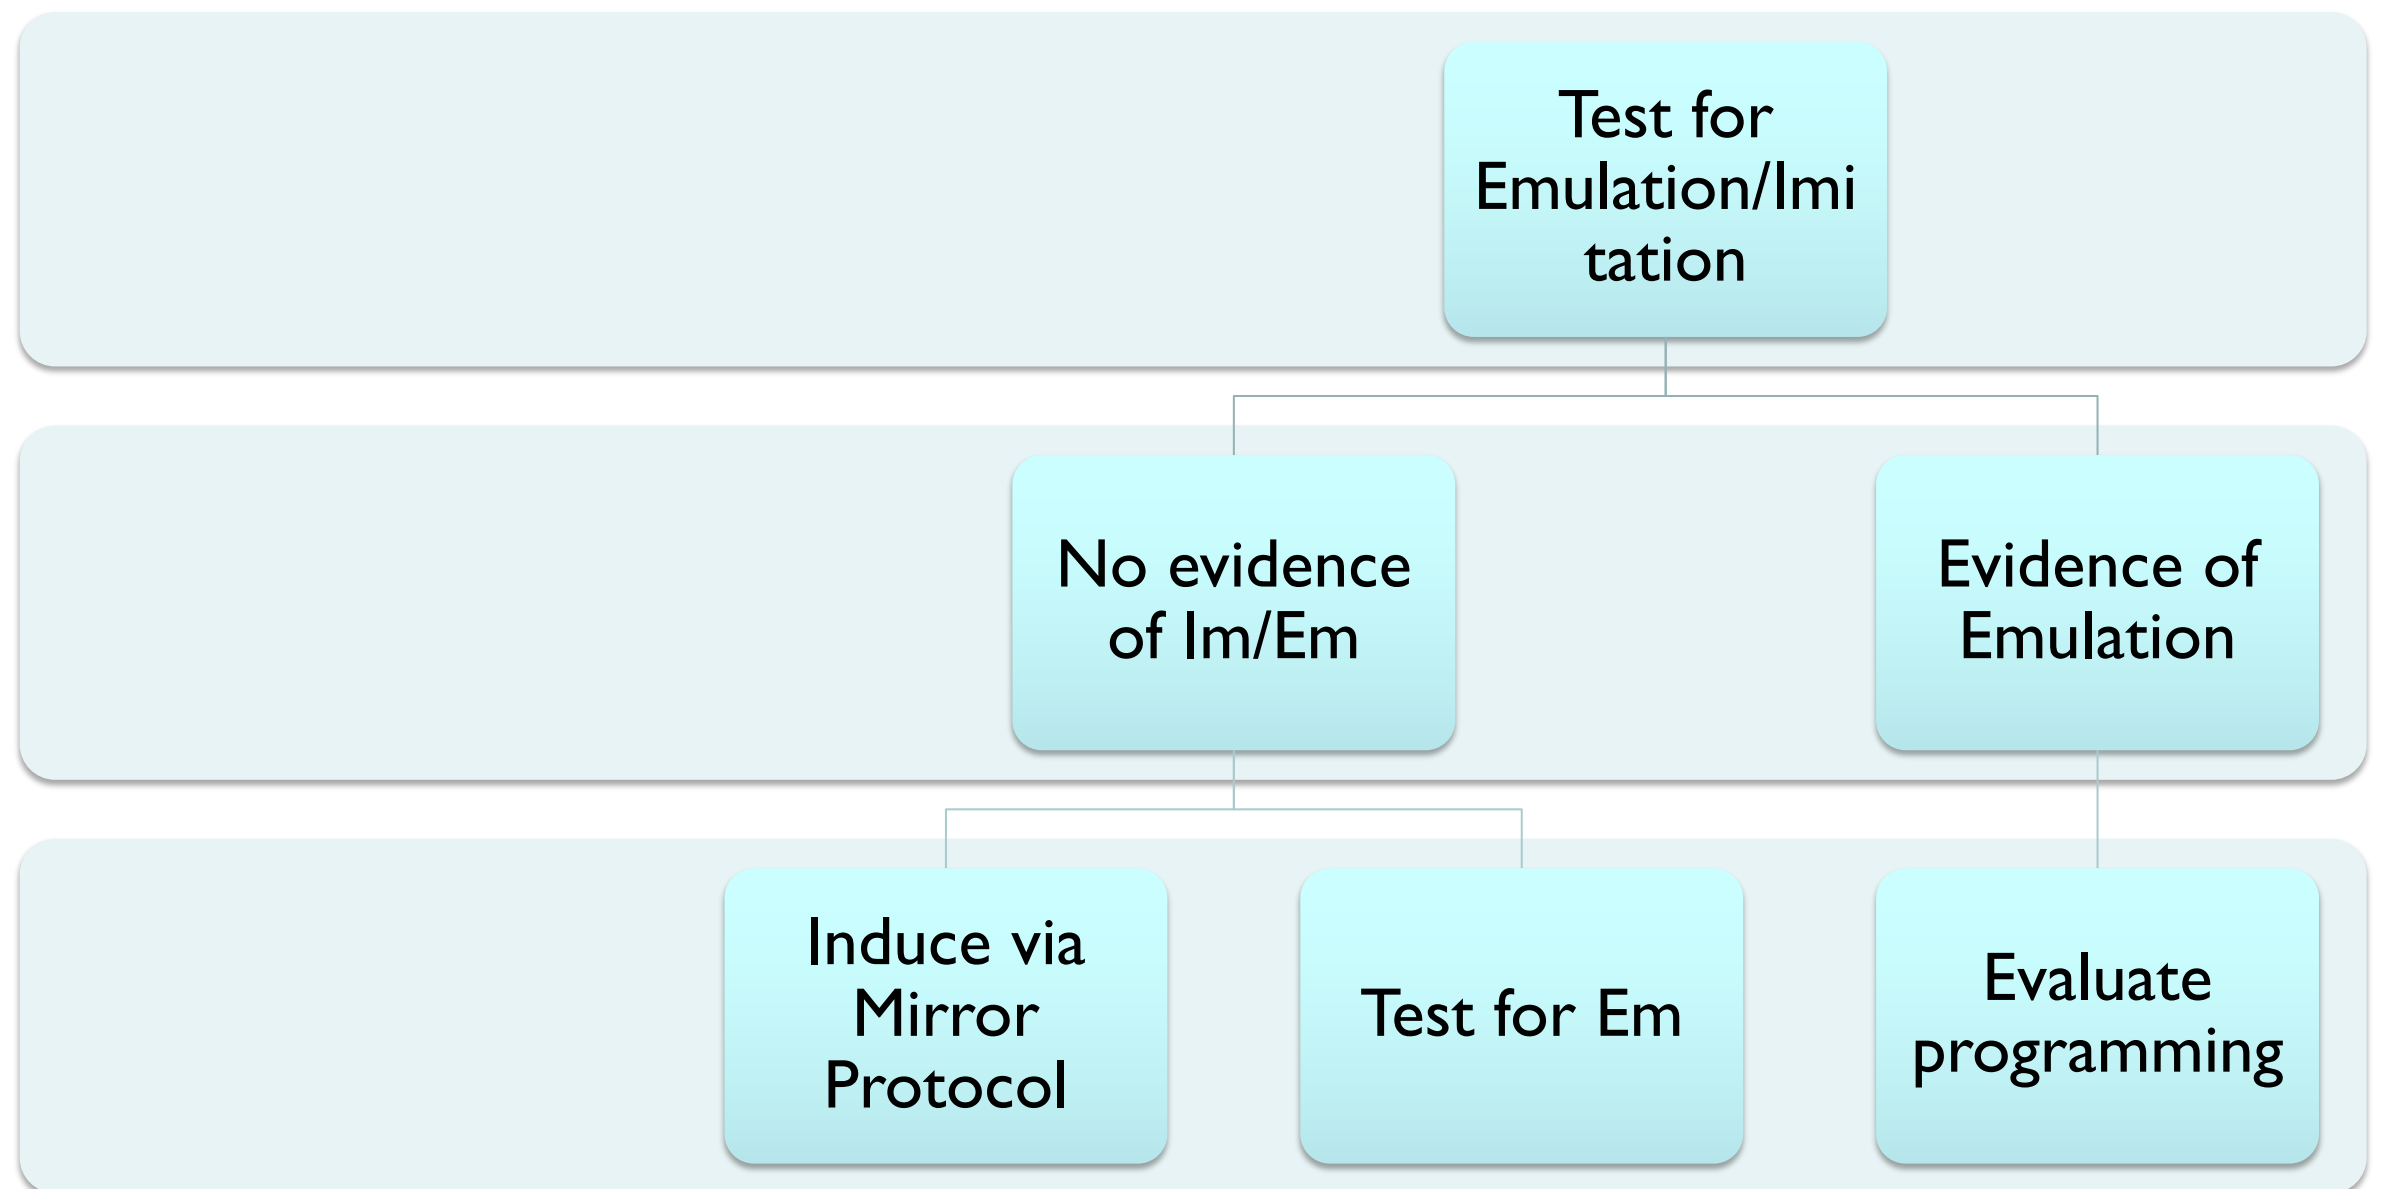 Test for
Emulation/Imi
tation
No evidence
of Im/Em
Evidence of
Emulation
Induce via
Mirror
Protocol
Test for Em
Evaluate
programming